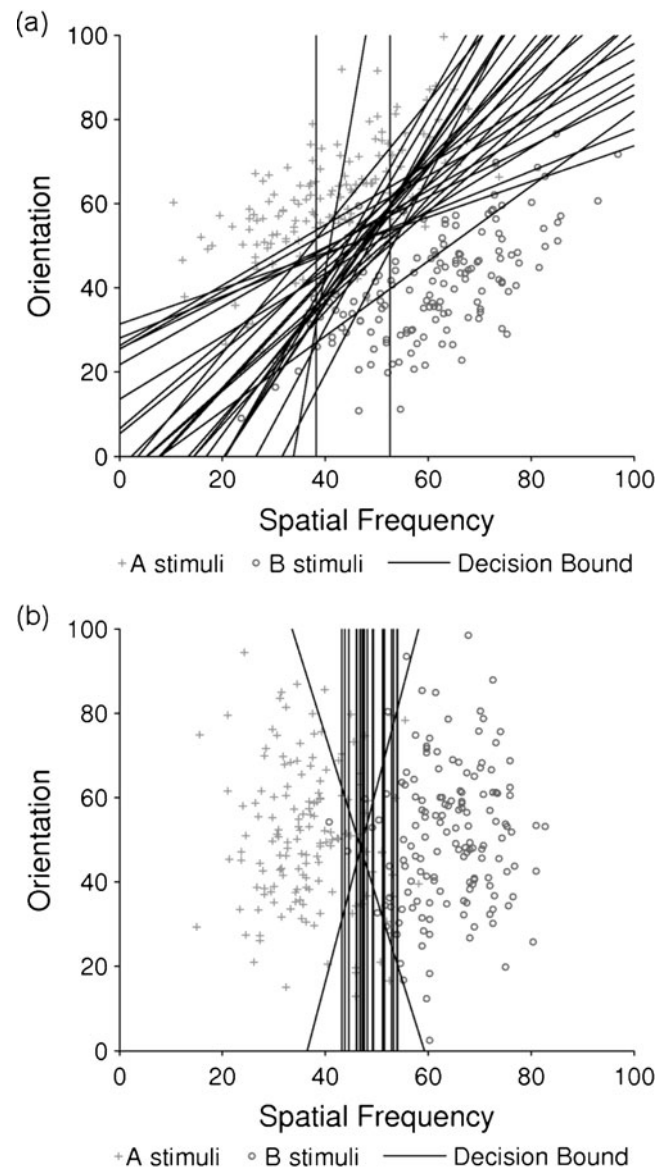 (a)
100
80
60
40
20
0
Orientation
0 20 40 60 80 100
Spatial Frequency
+ A stimuli ○ B stimuli — Decision Bound
(b)
100
80
60
40
20
0
Orientation
0 20 40 60 80 100
Spatial Frequency
+ A stimuli ○ B stimuli — Decision Bound